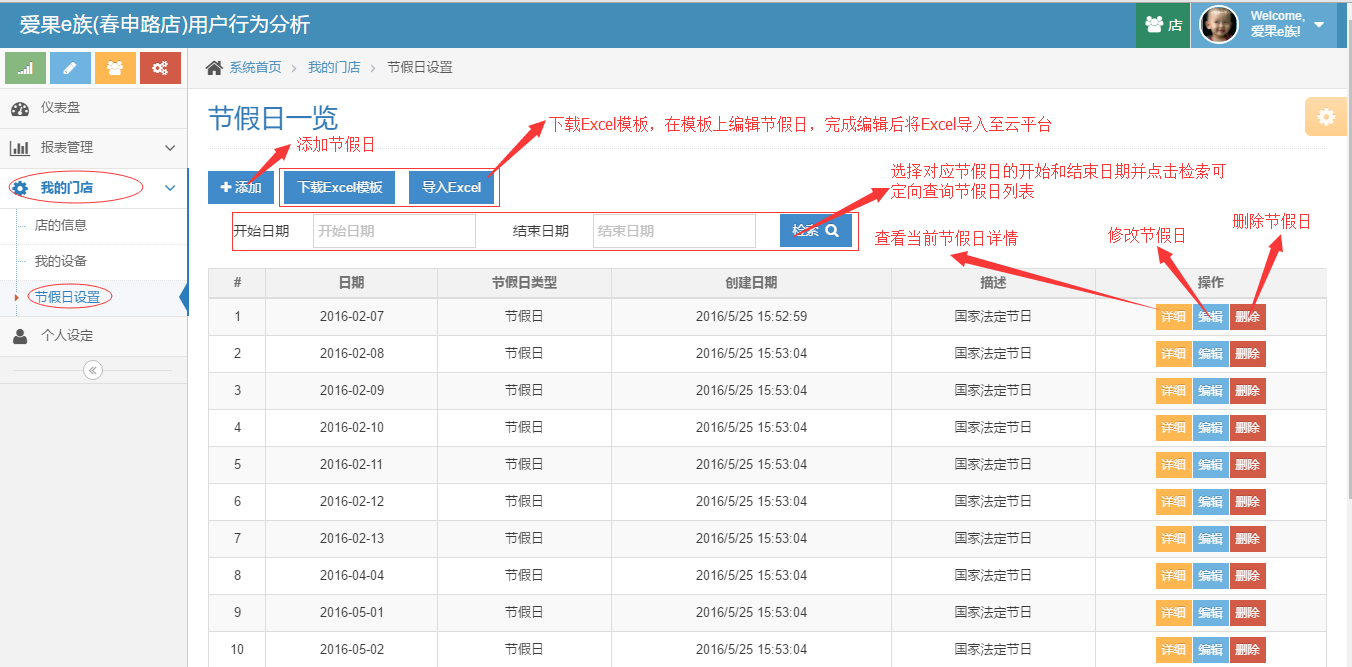 爱果e族(春申路店)用户行为分析
店
Welcome,
爱果e族!
系统首页 > 我的门店 > 节假日设置
仪表盘
报表管理
我的门店
店的信息
我的设备
节假日设置
个人设定
节假日一览
添加节假日
下载Excel模板，在模板上编辑节假日，完成编辑后将Excel导入至云平台
添加
下载Excel模板
导入Excel
选择对应节假日的开始和结束日期并点击检索可
定向查询节假日列表
开始日期 开始日期 结束日期 结束日期 检索
查看当前节假日详情
修改节假日
删除节假日
# 日期 节假日类型 创建日期 描述 操作
1 2016-02-07 节假日 2016/5/25 15:52:59 国家法定节日 详细 编辑 删除
2 2016-02-08 节假日 2016/5/25 15:53:04 国家法定节日 详细 编辑 删除
3 2016-02-09 节假日 2016/5/25 15:53:04 国家法定节日 详细 编辑 删除
4 2016-02-10 节假日 2016/5/25 15:53:04 国家法定节日 详细 编辑 删除
5 2016-02-11 节假日 2016/5/25 15:53:04 国家法定节日 详细 编辑 删除
6 2016-02-12 节假日 2016/5/25 15:53:04 国家法定节日 详细 编辑 删除
7 2016-02-13 节假日 2016/5/25 15:53:04 国家法定节日 详细 编辑 删除
8 2016-04-04 节假日 2016/5/25 15:53:04 国家法定节日 详细 编辑 删除
9 2016-05-01 节假日 2016/5/25 15:53:04 国家法定节日 详细 编辑 删除
10 2016-05-02 节假日 2016/5/25 15:53:04 国家法定节日 详细 编辑 删除